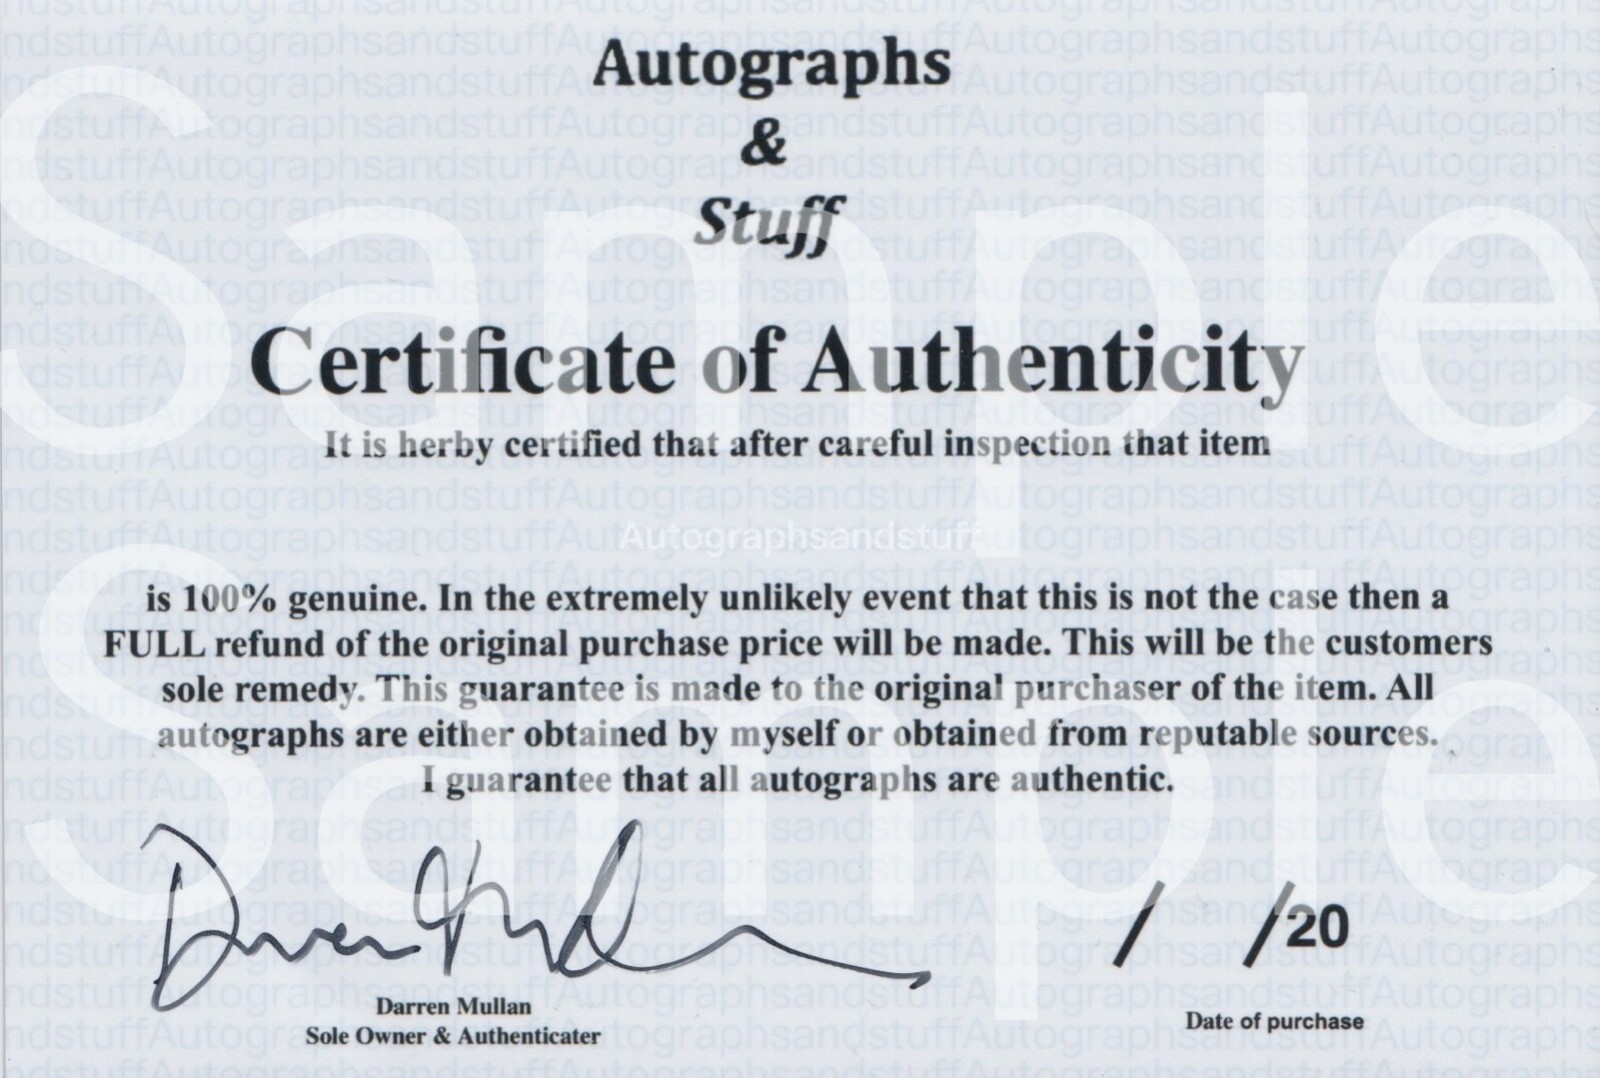 Autographs
&
Stuff
Certificate of Authenticity
It is herby certified that after careful inspection that item
Autographsandstuff
is 100% genuine. In the extremely unlikely event that this is not the case then a
FULL refund of the original purchase price will be made. This will be the customers
sole remedy. This guarantee is made to the original purchaser of the item. All
autographs are either obtained by myself or obtained from reputable sources.
I guarantee that all autographs are authentic.
/ /20
Darren Mullan
Sole Owner & Authenticater
Date of purchase
Sample
Sample